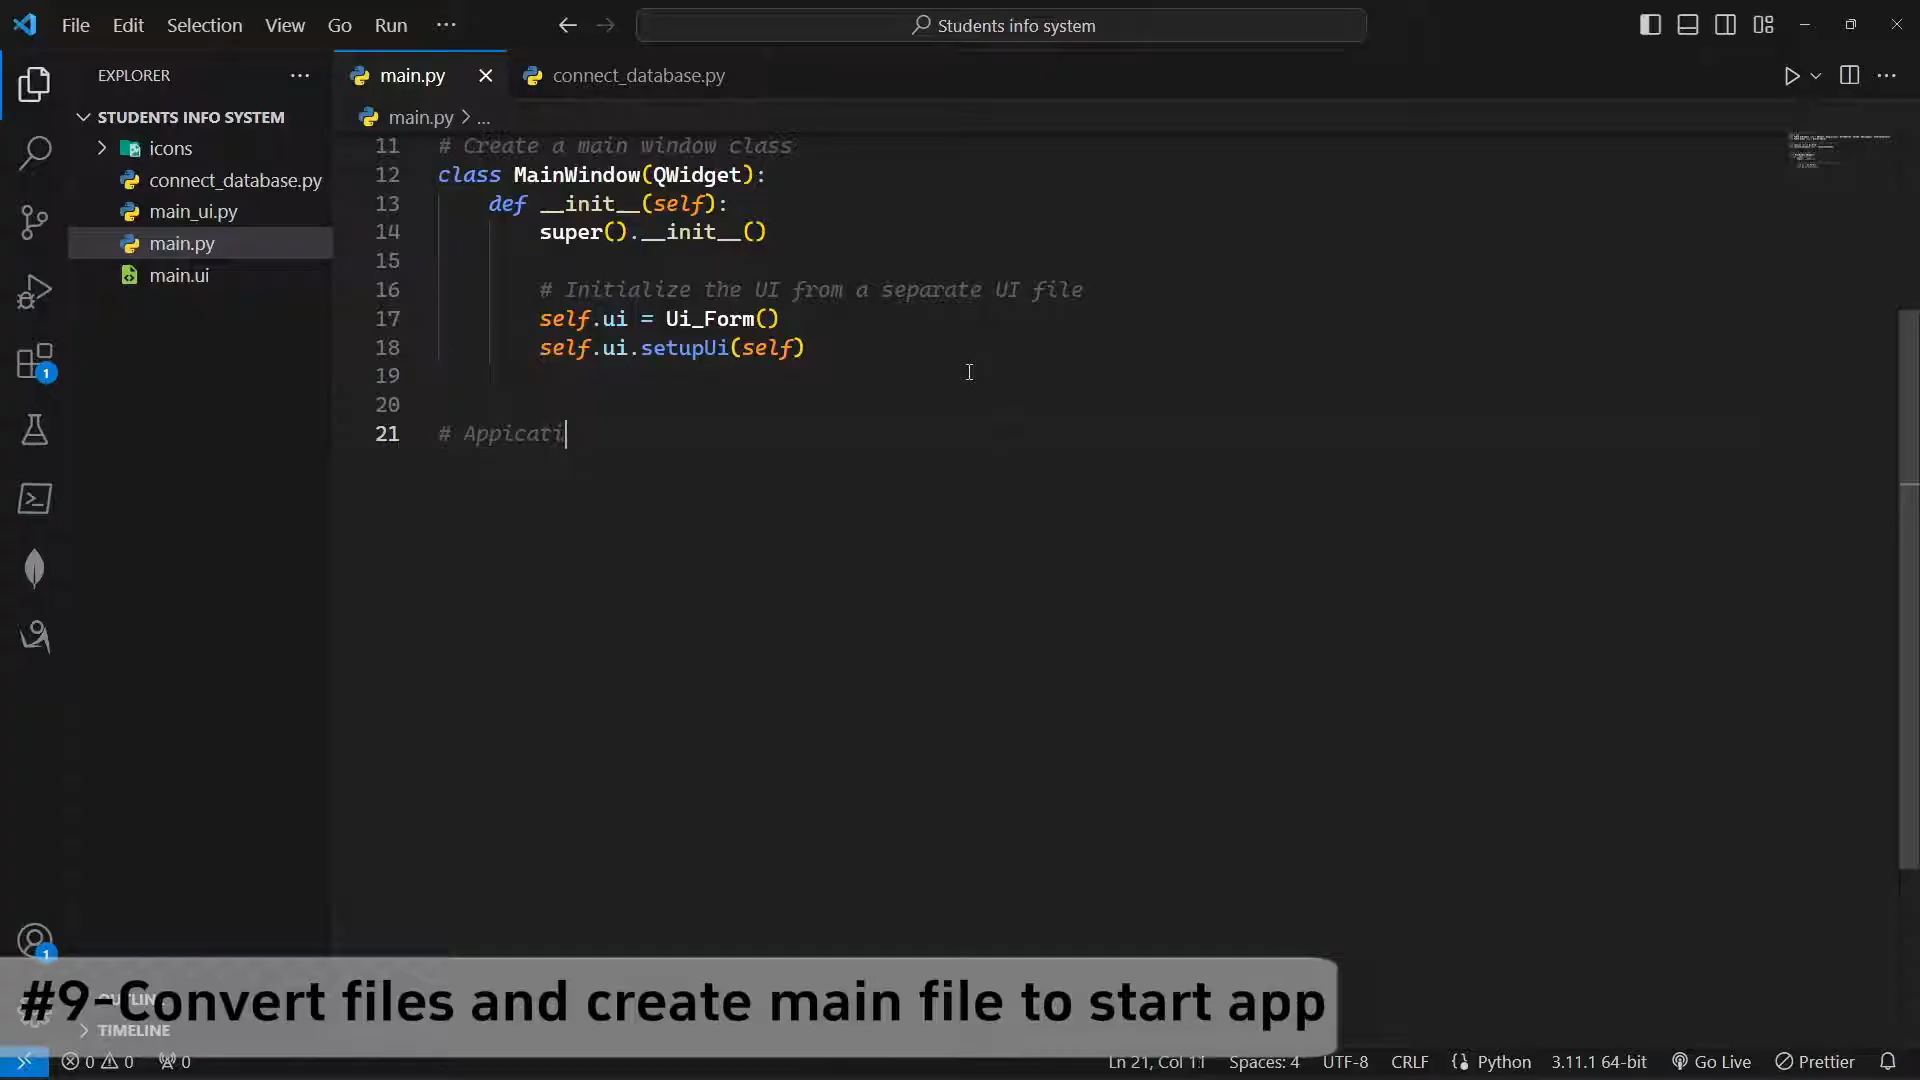 File Edit Selection View Go Run ···
Students info system
EXPLORER ···
main.py
connect_database.py
STUDENTS INFO SYSTEM
main.py > ...
icons
connect_database.py
main_ui.py
main.py
main.ui
11 # Create a main window class
12 class MainWindow(QWidget):
13 def __init__(self):
14 super().__init__()
15
16 # Initialize the UI from a separate UI file
17 self.ui = Ui_Form()
18 self.ui.setupUi(self)
19
20
21 # Appicati
1
1
#9-Convert files and create main file to start app
OUTLINE
TIMELINE
0 0 0
Ln 21, Col 11 Spaces: 4 UTF-8 CRLF Python 3.11.1 64-bit Go Live Prettier